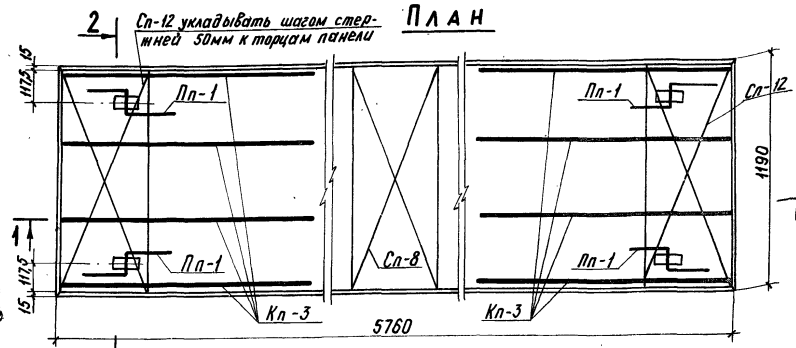 План
2
Сп-12 укладывать шагом стер-
жней 50мм к торцам панели
15
117,5
Пп-1
Пп-1
Сп-12
1190
1
117,5
15
Пп-1
Сп-8
Пп-1
Кп-3
Кп-3
5760